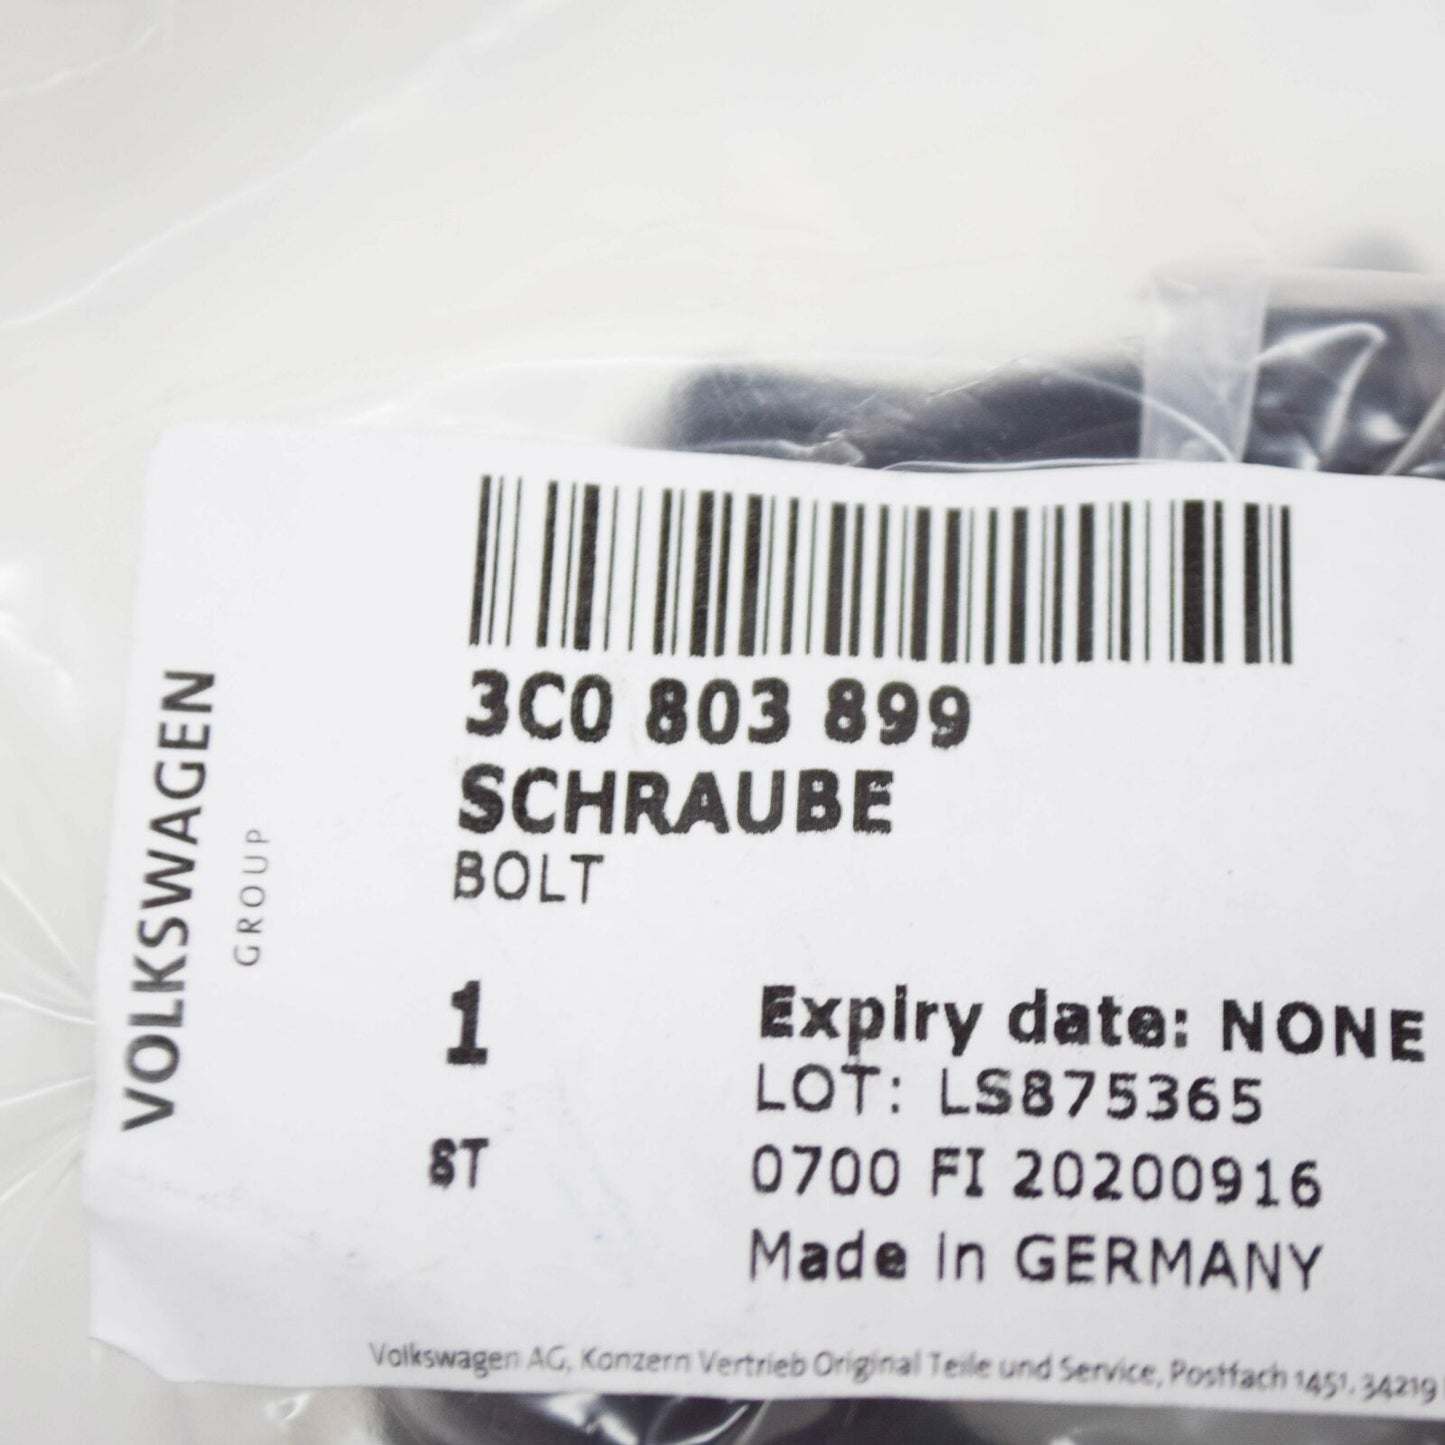 VOLKSWAGEN
GROUP
3C0 803 899
SCHRAUBE
BOLT
1
ST
Expiry date: NONE
LOT: LS875365
0700 FI 20200916
Made in GERMANY
Volkswagen AG, Konzern Vertrieb Original Teile und Service, Postfach 1451, 34219